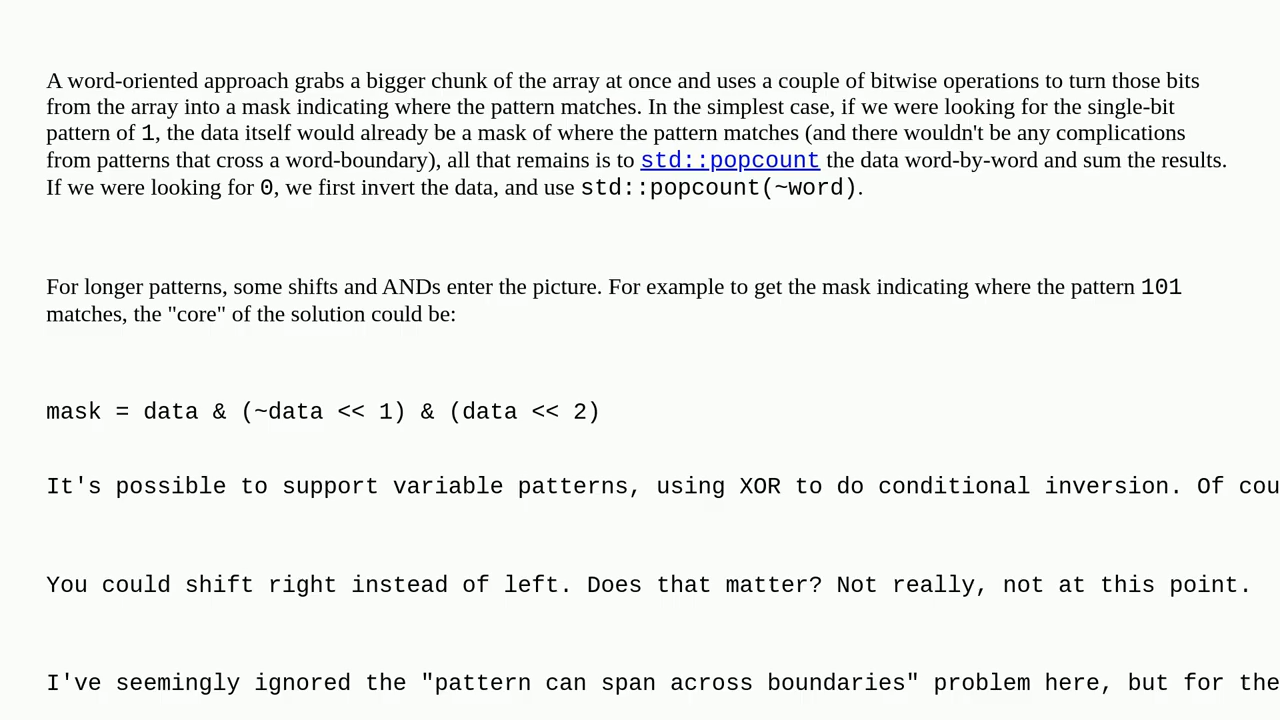 A word-oriented approach grabs a bigger chunk of the array at once and uses a couple of bitwise operations to turn those bits
from the array into a mask indicating where the pattern matches. In the simplest case, if we were looking for the single-bit
pattern of 1, the data itself would already be a mask of where the pattern matches (and there wouldn't be any complications
from patterns that cross a word-boundary), all that remains is to std::popcount the data word-by-word and sum the results.
If we were looking for 0, we first invert the data, and use std::popcount(~word).
For longer patterns, some shifts and ANDs enter the picture. For example to get the mask indicating where the pattern 101
matches, the "core" of the solution could be:
mask = data & (~data << 1) & (data << 2)
It's possible to support variable patterns, using XOR to do conditional inversion. Of cou
You could shift right instead of left. Does that matter? Not really, not at this point.
I've seemingly ignored the "pattern can span across boundaries" problem here, but for the